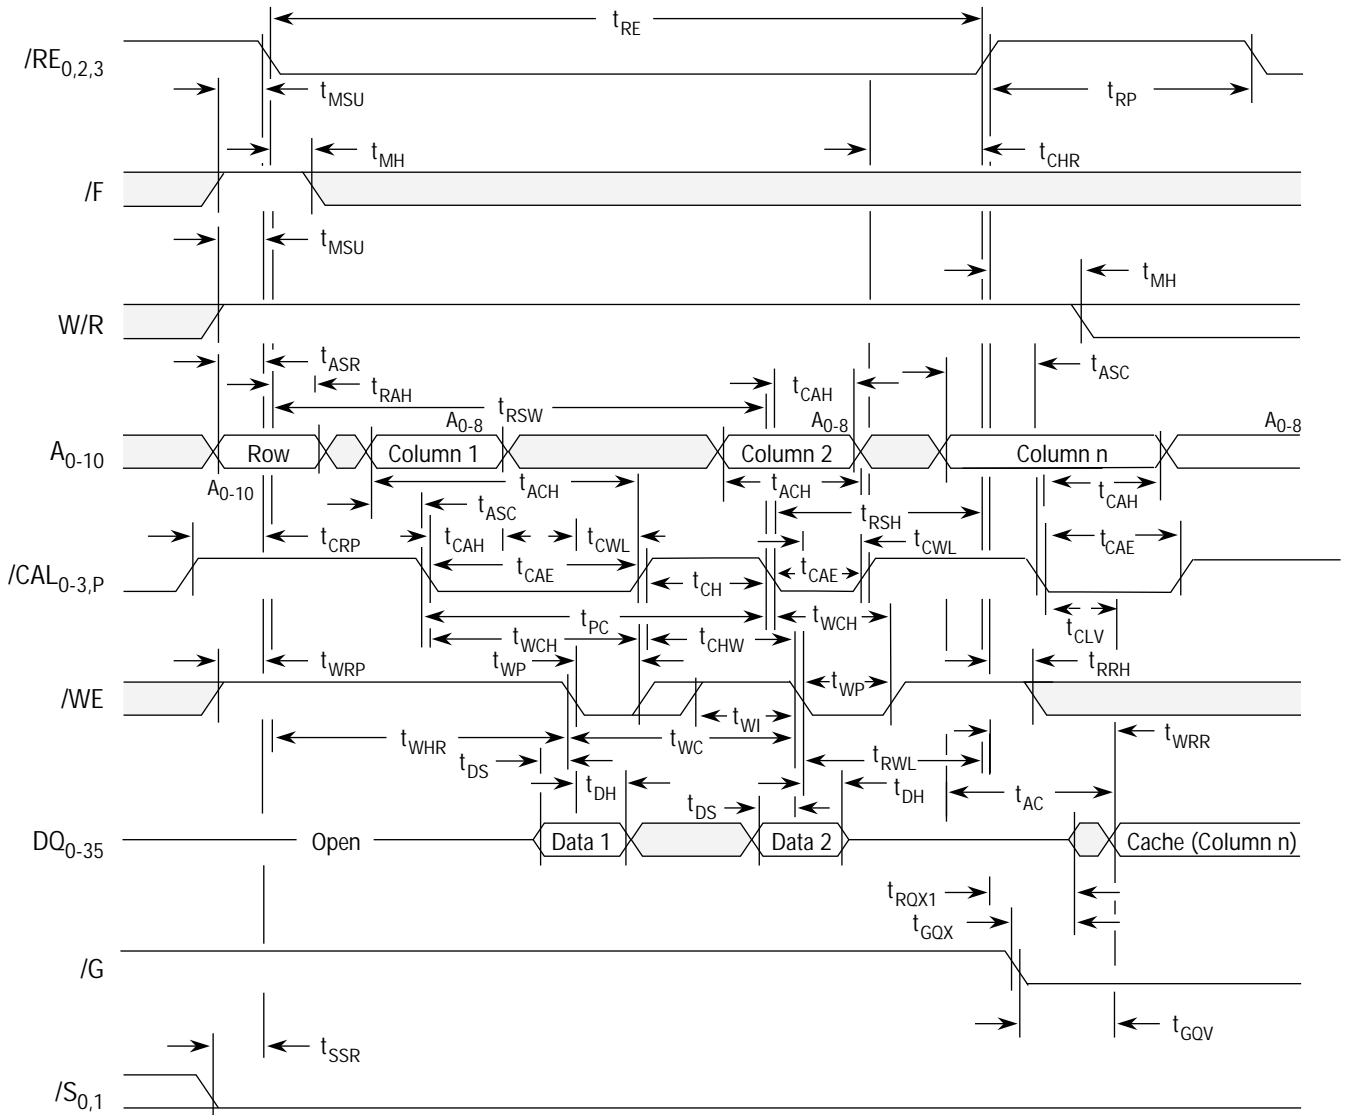 tRE
/RE0,2,3
tMSU
tRP
tMH
tCHR
/F
tMSU
tMH
W/R
tASR
tASC
tRAH
tCAH
tRSW
A0-8
A0-8
A0-8
A0-10
Row
Column 1
Column 2
Column n
A0-10
tACH
tACH
tCAH
tASC
tRSH
tCRP
tCAH
tCWL
tCWL
tCAE
/CAL0-3,P
tCAE
tCAE
tCH
tPC
tWCH
tCLV
tWCH
tCHW
tWRP
tWP
tRRH
/WE
tWP
tWI
tWRR
tWHR
tWC
tRWL
tDS
tDH
tDH
tAC
tDS
DQ0-35
Open
Data 1
Data 2
Cache (Column n)
tRQX1
tGQX
/G
tGQV
tSSR
/S0,1